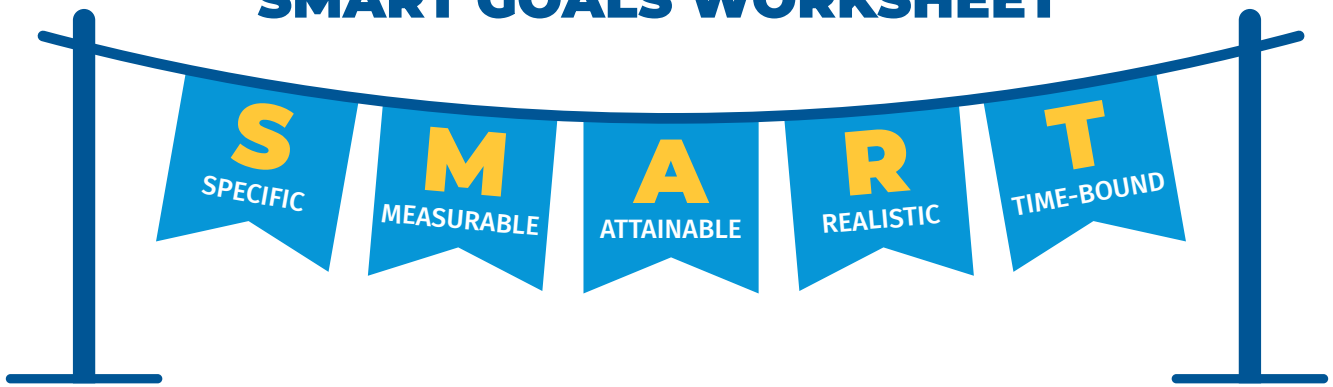 SMART GOALS WORKSHEET
S
SPECIFIC
M
MEASURABLE
A
ATTAINABLE
R
REALISTIC
T
TIME-BOUND